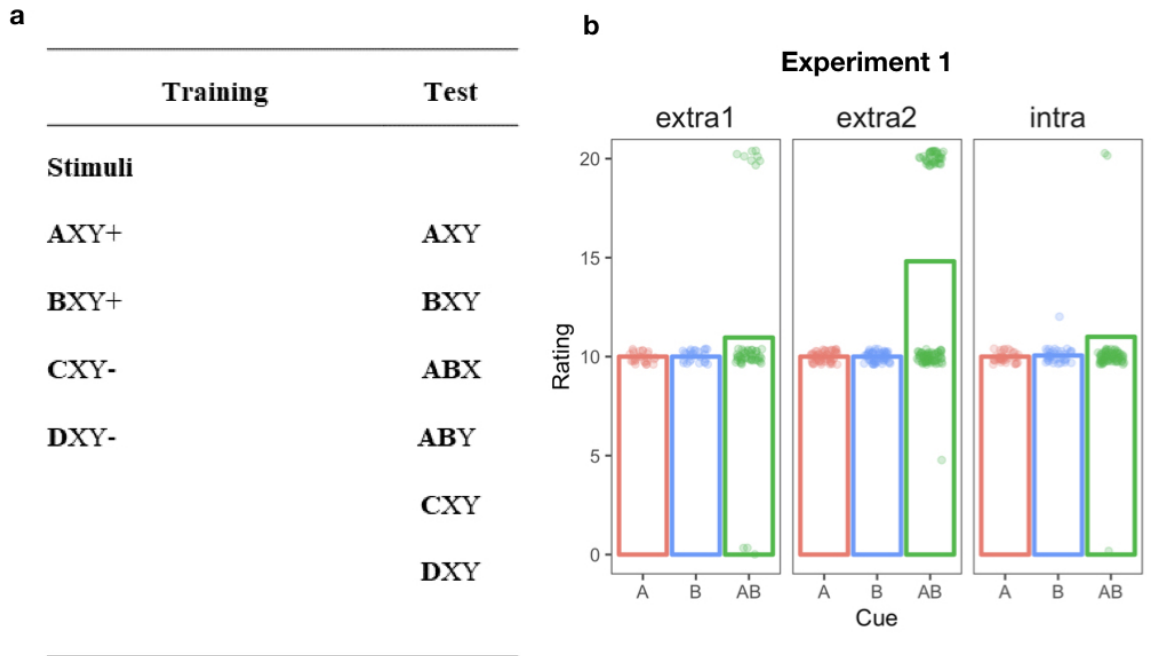 a
Training Test
Stimuli
AXY+ AXY
BXY+ BXY
CXY- ABX
DXY- ABY
CXY
DXY
b
Experiment 1
extra1 extra2 intra
Rating
20
15
10
5
0
A B AB A B AB A B AB
Cue